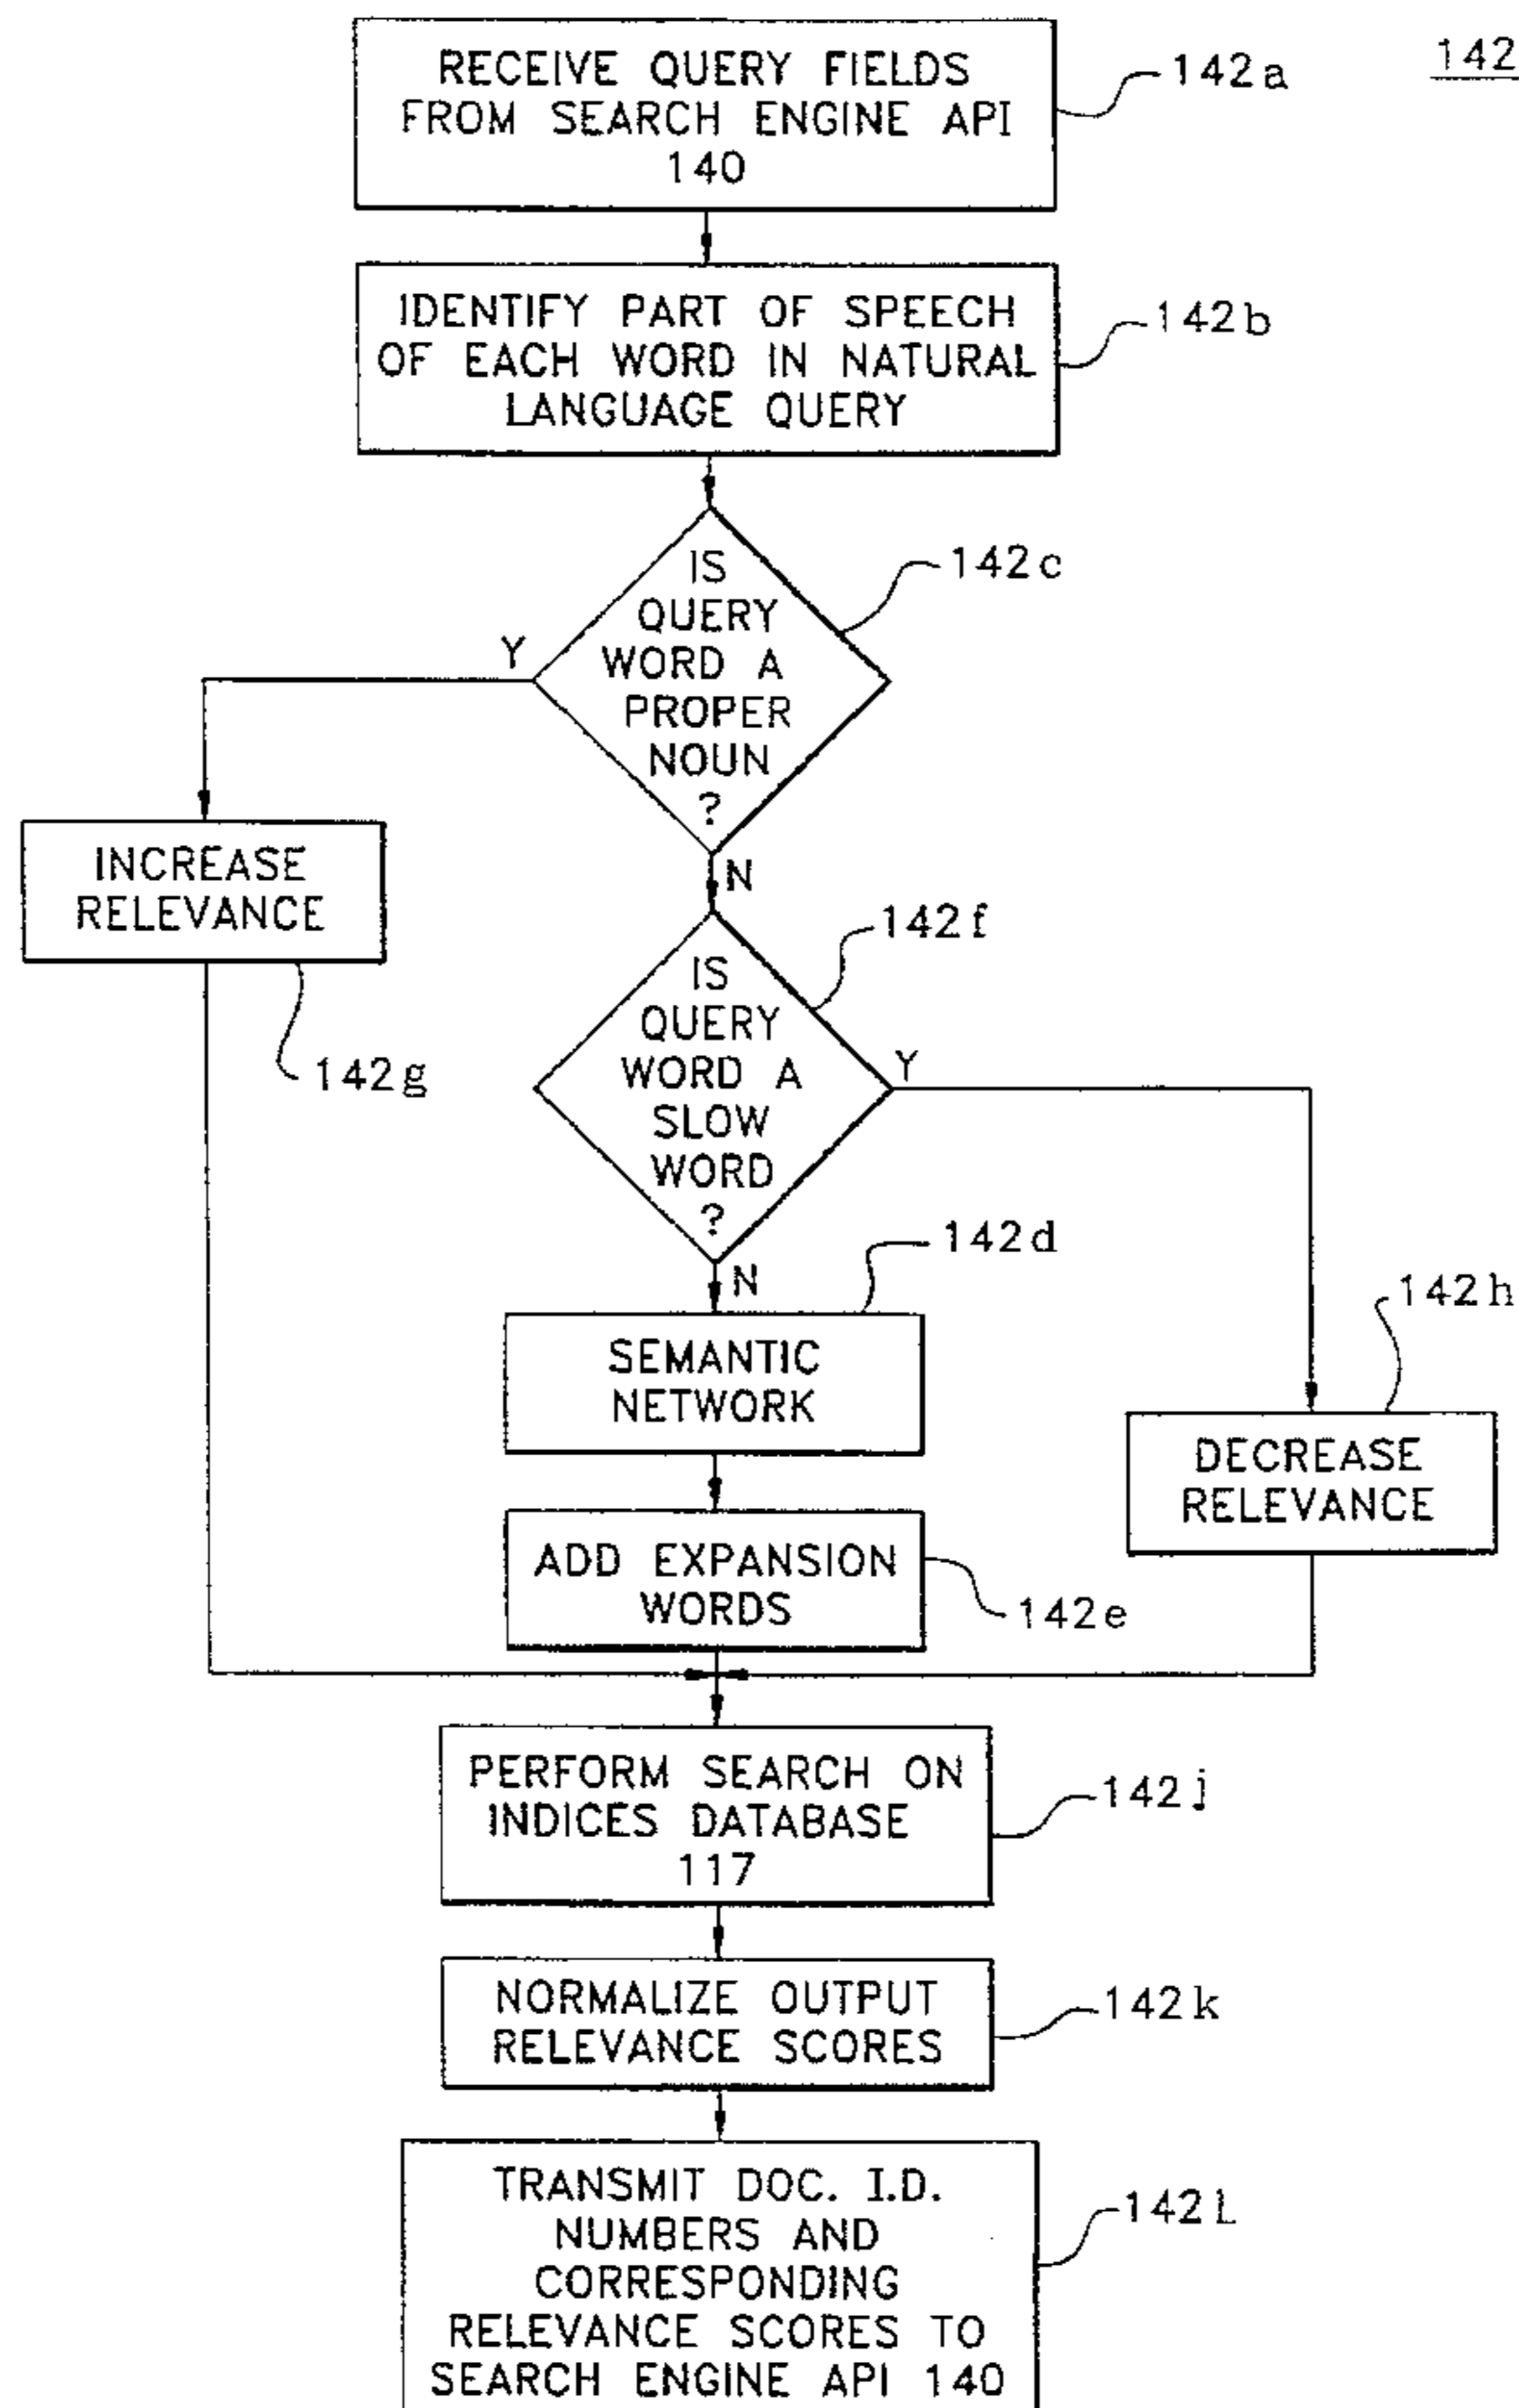 142
RECEIVE QUERY FIELDS
FROM SEARCH ENGINE API
140
142a
IDENTIFY PART OF SPEECH
OF EACH WORD IN NATURAL
LANGUAGE QUERY
142b
IS
QUERY
WORD A
PROPER
NOUN
?
142c
Y
N
INCREASE
RELEVANCE
142g
IS
QUERY
WORD A
SLOW
WORD
?
142f
Y
N
SEMANTIC
NETWORK
142d
DECREASE
RELEVANCE
142h
ADD EXPANSION
WORDS
142e
PERFORM SEARCH ON
INDICES DATABASE
117
142j
NORMALIZE OUTPUT
RELEVANCE SCORES
142k
TRANSMIT DOC. I.D.
NUMBERS AND
CORRESPONDING
RELEVANCE SCORES TO
SEARCH ENGINE API 140
142L